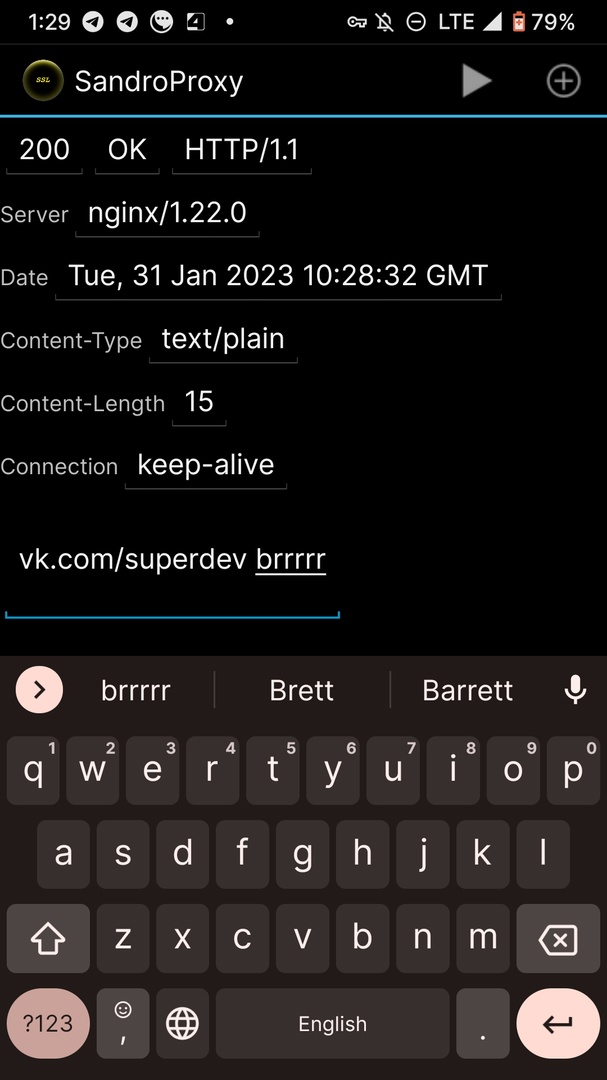 1:29 LTE 79%
SSL SandroProxy
200 OK HTTP/1.1
Server nginx/1.22.0
Date Tue, 31 Jan 2023 10:28:32 GMT
Content-Type text/plain
Content-Length 15
Connection keep-alive
vk.com/superdev brrrrr
brrrrr Brett Barrett
q 1 w 2 e 3 r 4 t 5 y 6 u 7 i 8 o 9 p 0
a s d f g h j k l
z x c v b n m
?123 , English .